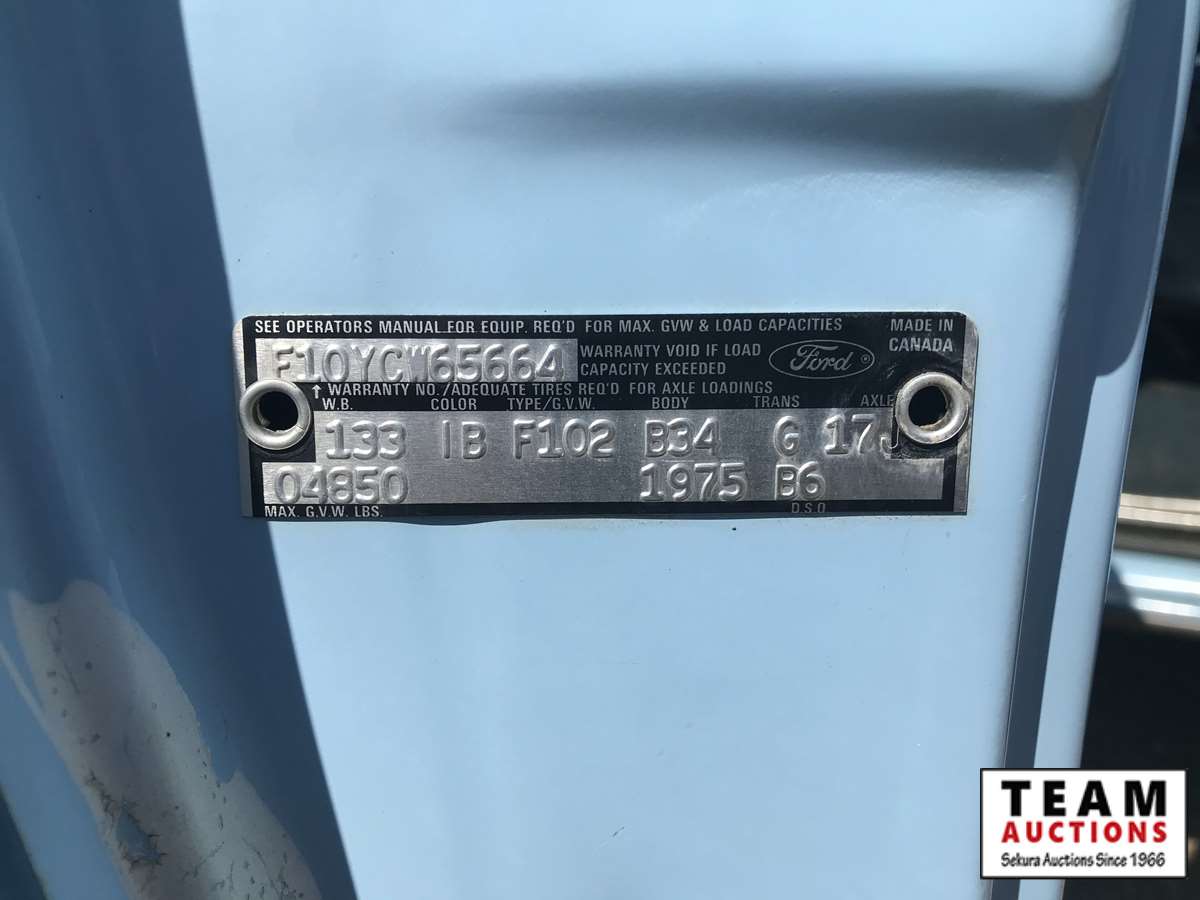 SEE OPERATORS MANUAL FOR EQUIP. REQ'D FOR MAX. GVW & LOAD CAPACITIES
MADE IN
CANADA
F10YCW65664
WARRANTY VOID IF LOAD
CAPACITY EXCEEDED
Ford ®
↑ WARRANTY NO./ADEQUATE TIRES REQ'D FOR AXLE LOADINGS
W.B. COLOR TYPE/G.V.W. BODY TRANS AXLE
133 IB F102 B34 G 17J
04850 1975 B6
MAX. G.V.W. LBS. D.S.O
TEAM
AUCTIONS
Sekura Auctions Since 1966